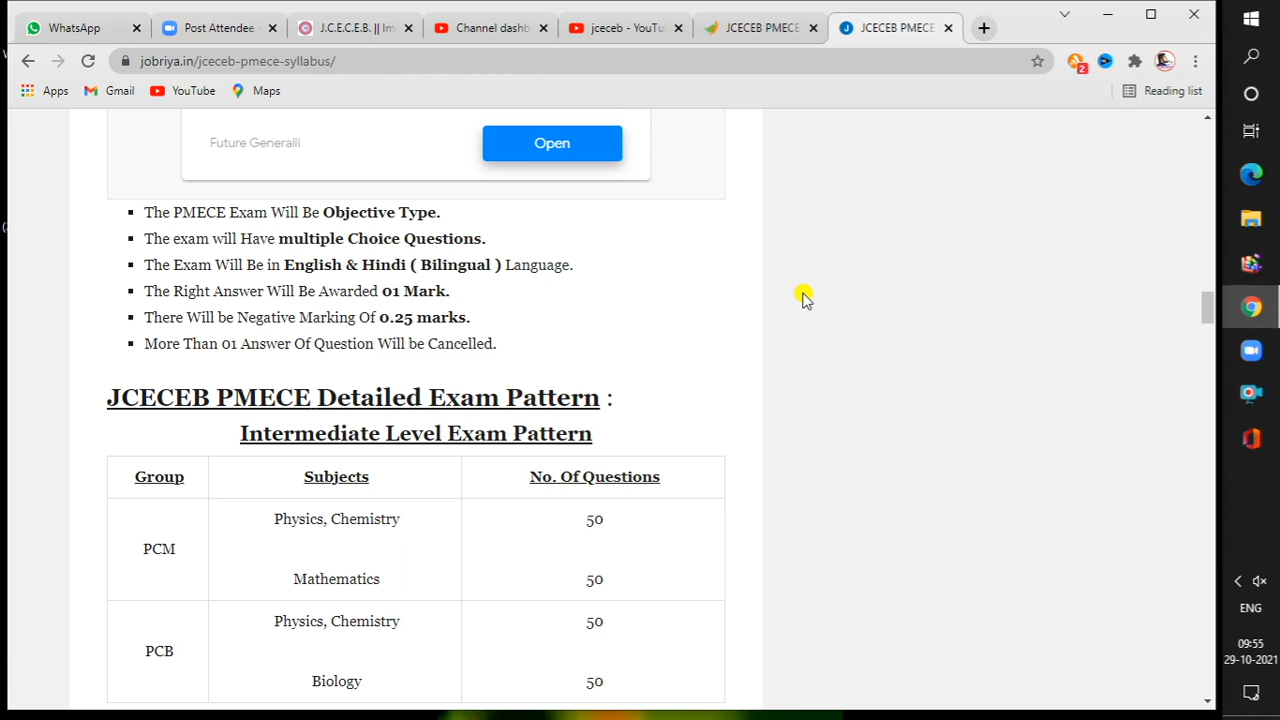 WhatsApp
Post Attendee -
J.C.E.C.E.B. || Im
Channel dashb
jceceb - YouTu
JCECEB PMECE
JCECEB PMECE
jobriya.in/jceceb-pmece-syllabus/
2
Apps
Gmail
YouTube
Maps
Reading list
Future Generalli
Open
The PMECE Exam Will Be Objective Type.
The exam will Have multiple Choice Questions.
The Exam Will Be in English & Hindi ( Bilingual ) Language.
The Right Answer Will Be Awarded 01 Mark.
There Will be Negative Marking Of 0.25 marks.
More Than 01 Answer Of Question Will be Cancelled.
JCECEB PMECE Detailed Exam Pattern :
Intermediate Level Exam Pattern
Group Subjects No. Of Questions
PCM
Physics, Chemistry 50
Mathematics 50
PCB
Physics, Chemistry 50
Biology 50
ENG
09:55
29-10-2021